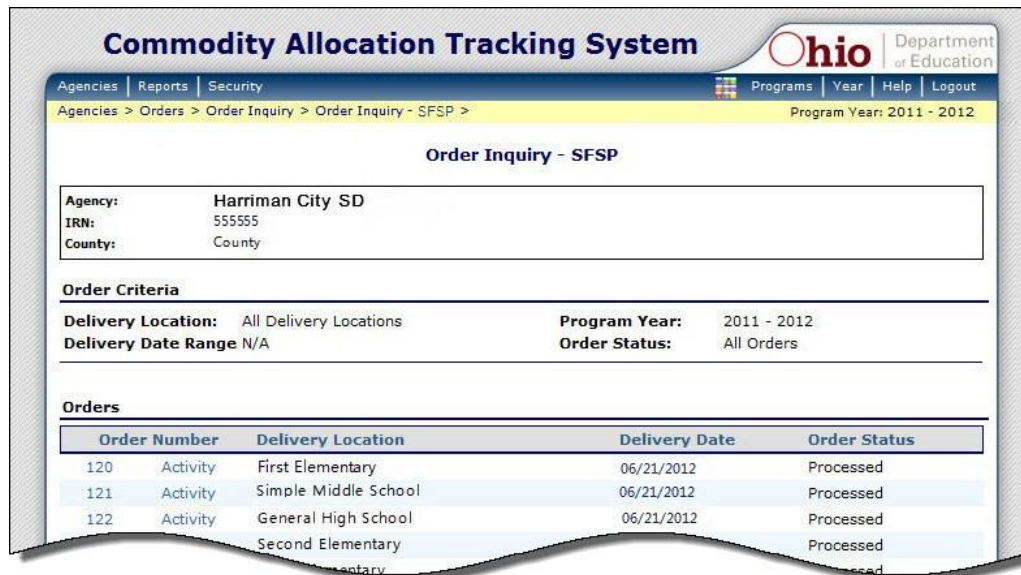 Commodity Allocation Tracking System
Ohio Department of Education
Agencies Reports Security Programs Year Help Logout
Agencies > Orders > Order Inquiry > Order Inquiry - SFSP > Program Year: 2011 - 2012
Order Inquiry - SFSP
Agency: Harriman City SD
IRN: 555555
County: County
Order Criteria
Delivery Location: All Delivery Locations Program Year: 2011 - 2012
Delivery Date Range N/A Order Status: All Orders
Orders
Order Number Delivery Location Delivery Date Order Status
120 Activity First Elementary 06/21/2012 Processed
121 Activity Simple Middle School 06/21/2012 Processed
122 Activity General High School 06/21/2012 Processed
Second Elementary Processed